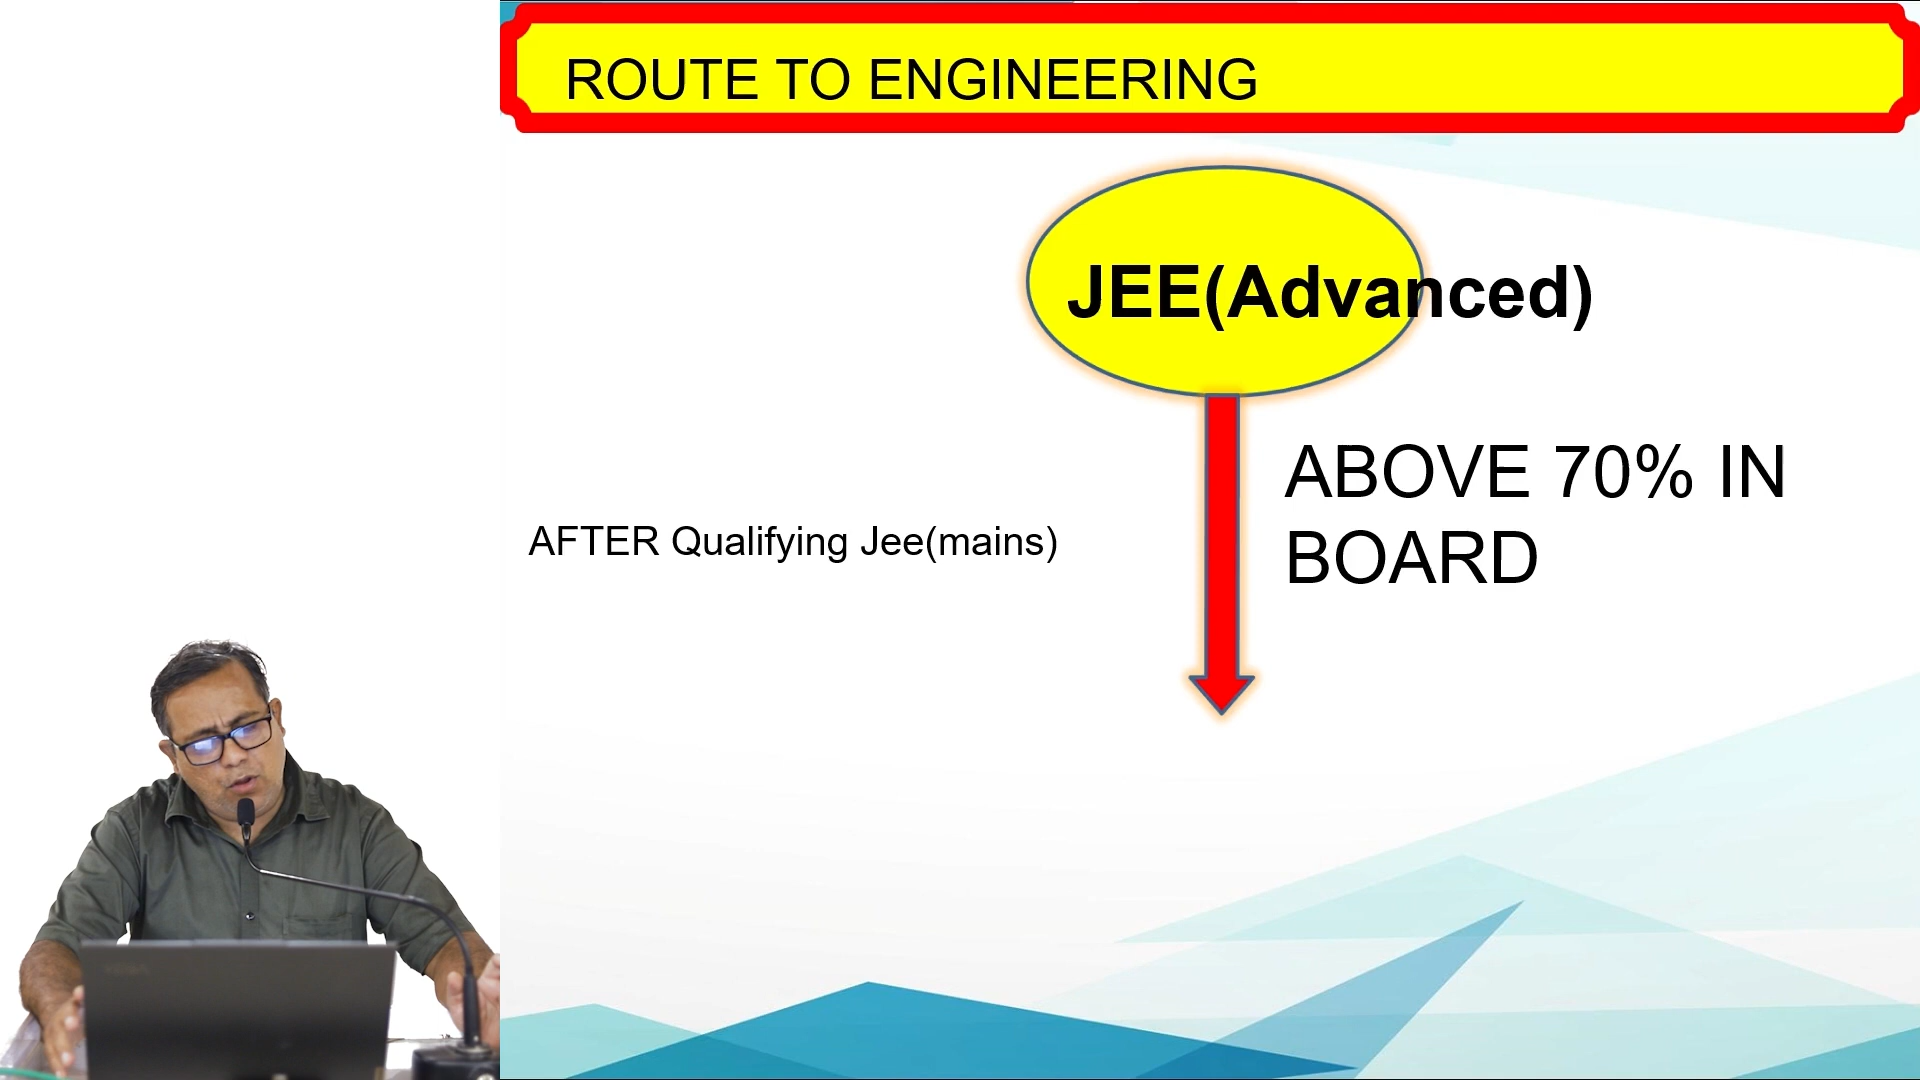 ROUTE TO ENGINEERING
JEE(Advanced)
ABOVE 70% IN
BOARD
AFTER Qualifying Jee(mains)